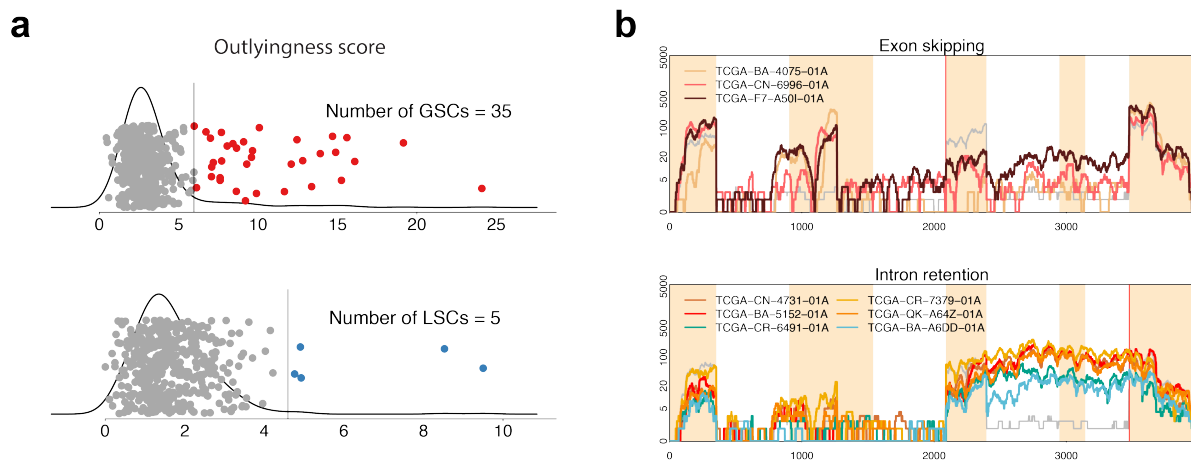 a
Outlyingness score
Number of GSCs = 35
0 5 10 15 20 25
Number of LSCs = 5
0 2 4 6 8 10
b
Exon skipping
5000
500
100
20
5
0
TCGA-BA-4075-01A
TCGA-CN-6996-01A
TCGA-F7-A50I-01A
0 1000 2000 3000
Intron retention
5000
500
100
20
5
0
TCGA-CN-4731-01A TCGA-CR-7379-01A
TCGA-BA-5152-01A TCGA-QK-A64Z-01A
TCGA-CR-6491-01A TCGA-BA-A6DD-01A
0 1000 2000 3000